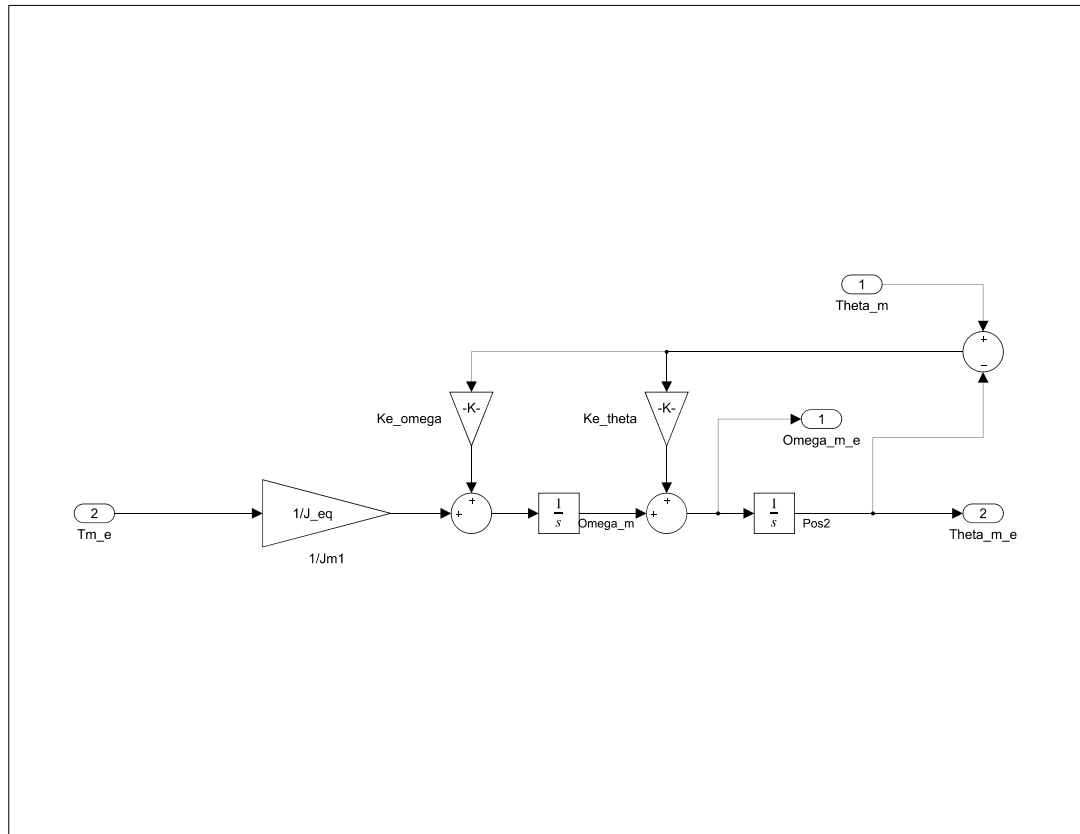 1
Theta_m
+
−
-K-
Ke_omega
-K-
Ke_theta
1
Omega_m_e
2
Tm_e
1/J_eq
1/Jm1
+
+
1
s
Omega_m
+
+
1
s
Pos2
2
Theta_m_e